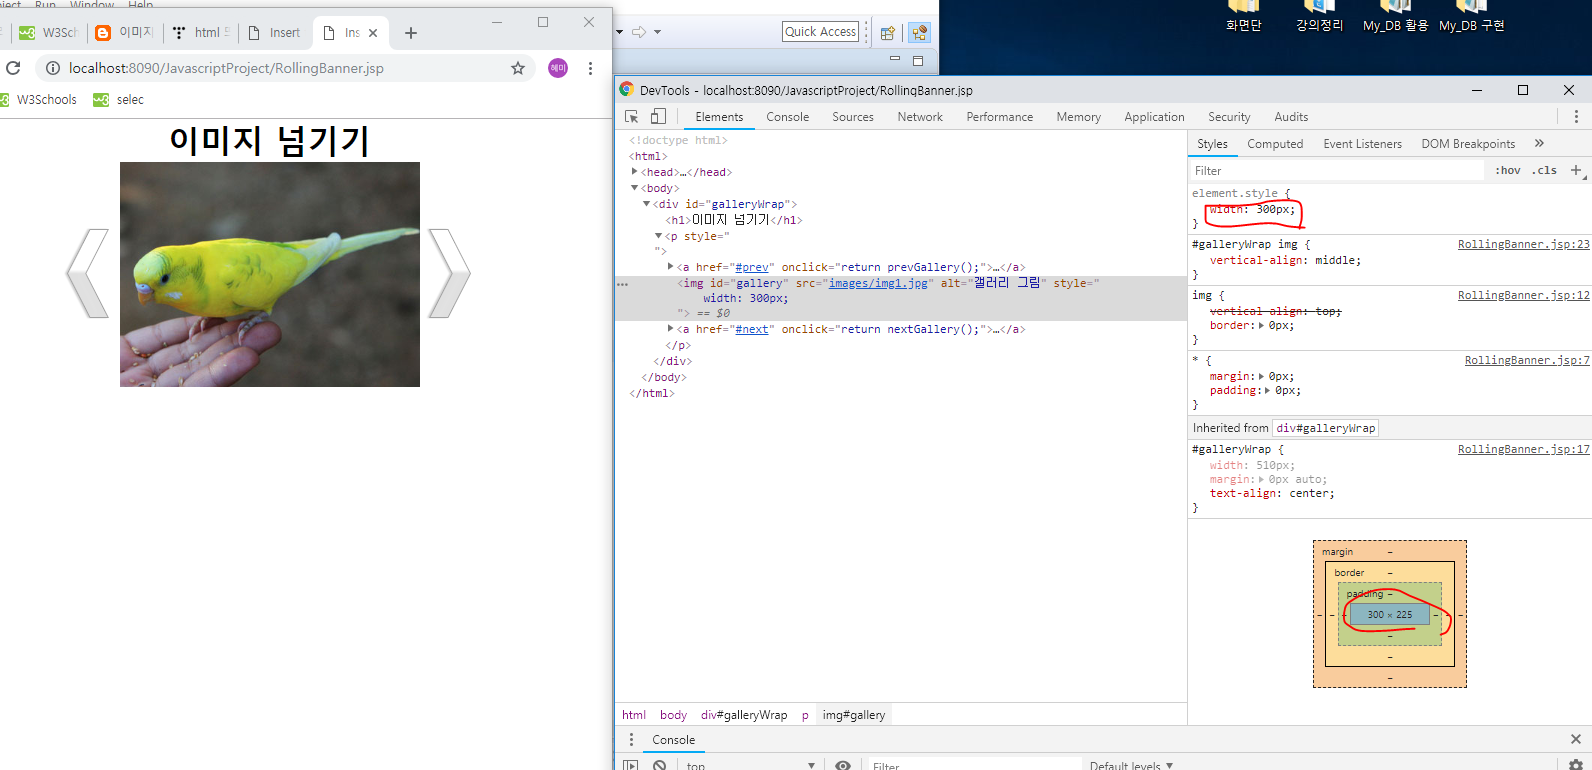 Run Window Help
W3Sch
이미지
html
Insert
Ins
localhost:8090/JavascriptProject/RollingBanner.jsp
혜미
W3Schools
selec
이미지 넘기기
Quick Access
화면단
강의정리
My_DB 활용
My_DB 구현
DevTools - localhost:8090/JavascriptProject/RollingBanner.jsp
Elements Console Sources Network Performance Memory Application Security Audits
<!doctype html>
<html>
<head>…</head>
<body>
<div id="galleryWrap">
<h1>이미지 넘기기</h1>
<p style="
">
<a href="#prev" onclick="return prevGallery();">…</a>
<img id="gallery" src="images/img1.jpg" alt="갤러리 그림" style="
width: 300px;
"> == $0
<a href="#next" onclick="return nextGallery();">…</a>
</p>
</div>
</body>
</html>
html body div#galleryWrap p img#gallery
Styles Computed Event Listeners DOM Breakpoints »
Filter :hov .cls +
element.style {
width: 300px;
}
#galleryWrap img { RollingBanner.jsp:23
vertical-align: middle;
}
img { RollingBanner.jsp:12
vertical-align: top;
border: 0px;
}
* { RollingBanner.jsp:7
margin: 0px;
padding: 0px;
}
Inherited from div#galleryWrap
#galleryWrap { RollingBanner.jsp:17
width: 510px;
margin: 0px auto;
text-align: center;
}
margin –
border –
padding –
– – – 300 × 225 – – –
–
–
–
Console
top Filter Default levels